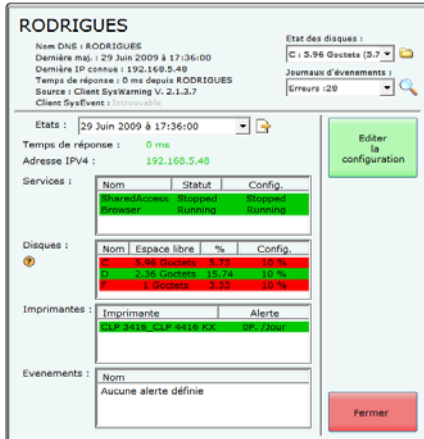 RODRIGUES
Nom DNS : RODRIGUES
Dernière maj. : 29 Juin 2009 à 17:36:00
Dernière IP connue : 192.168.5.48
Temps de réponse : 0 ms depuis RODRIGUES
Source : Client SysWarning V. 2.1.3.7
Client SysEvent : Introuvable
Etat des disques :
C : 5.96 Goctets (5.7
Journaux d'évenements :
Erreurs :28
Etats : 29 Juin 2009 à 17:36:00
Temps de réponse : 0 ms
Adresse IPV4 : 192.168.5.48
Editer la configuration
Services :
Nom Statut Config.
SharedAccess Stopped Stopped
Browser Running Running
Disques :
Nom Espace libre % Config.
C 5.96 Goctets 5.73 10 %
D 2.36 Goctets 15.74 10 %
F 1 Goctets 3.33 10 %
Imprimantes :
Imprimante Alerte
CLP 3416_CLP 4416 KX 0P. /Jour
Evenements :
Nom
Aucune alerte définie
Fermer